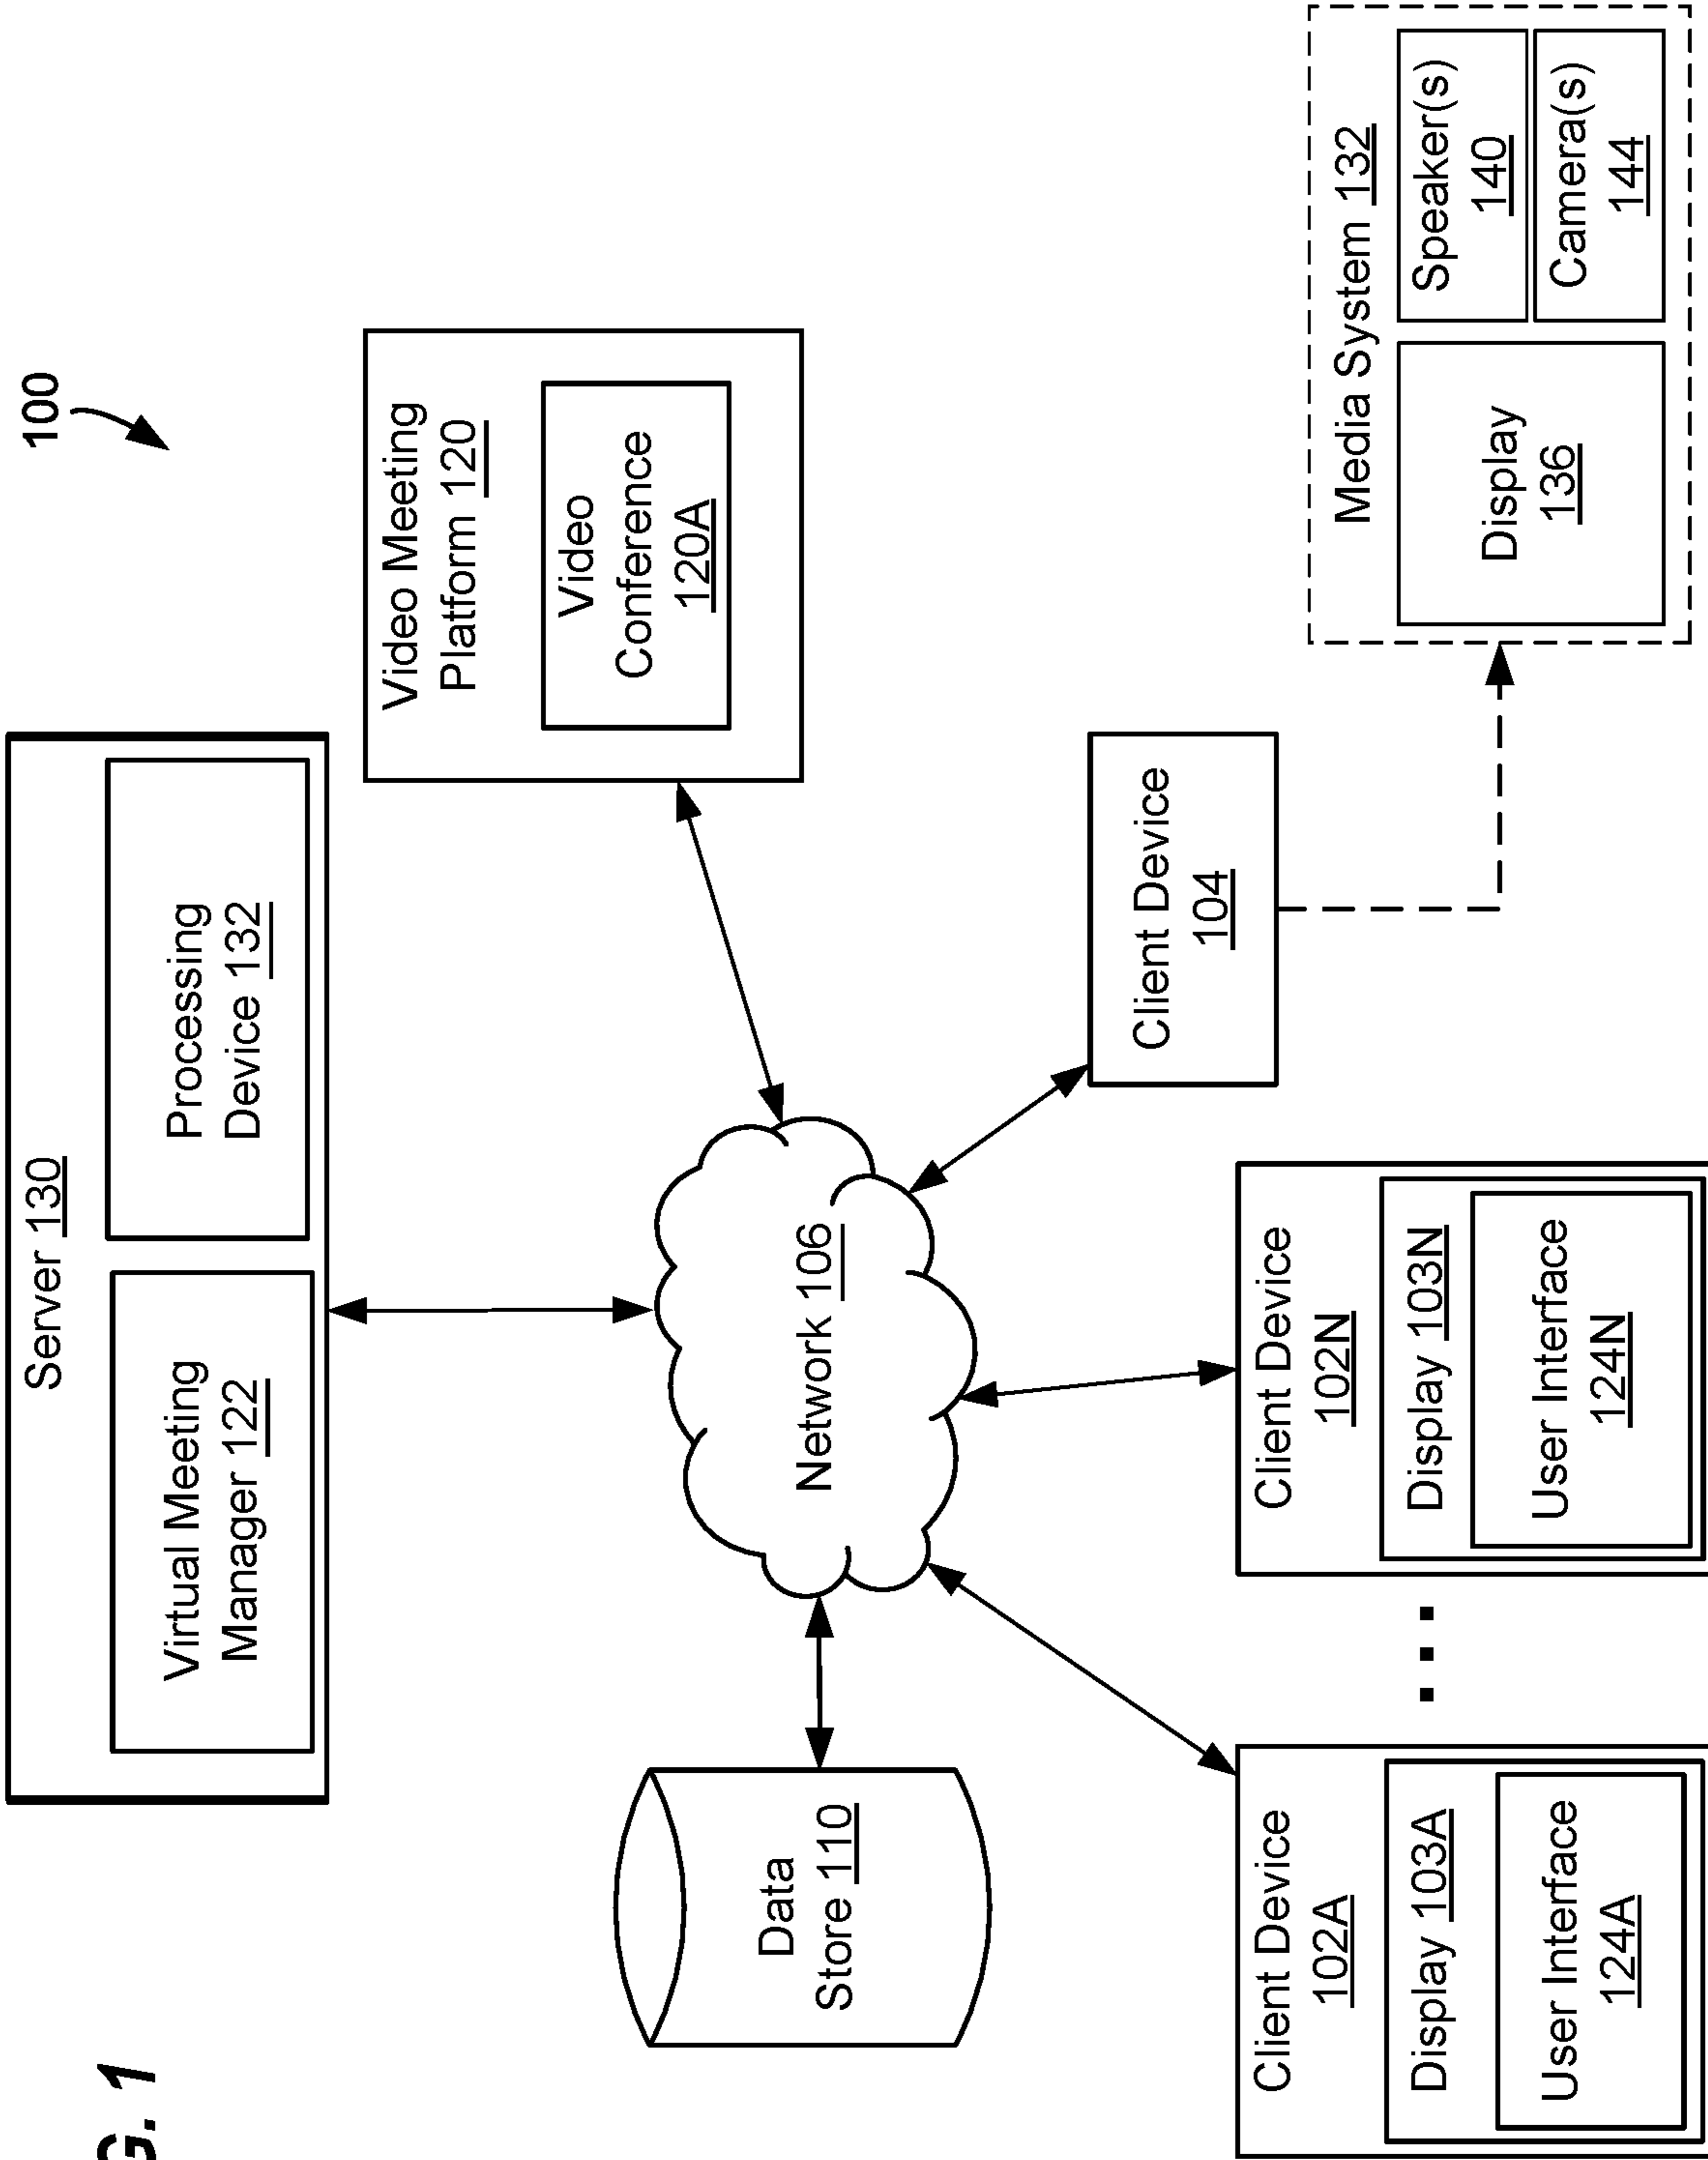 G. 1
100
Server 130
Virtual Meeting
Manager 122
Processing
Device 132
Video Meeting
Platform 120
Video
Conference
120A
Data
Store 110
Network 106
Client Device
104
Client Device
102A
Display 103A
User Interface
124A
. . .
Client Device
102N
Display 103N
User Interface
124N
Media System 132
Display
136
Speaker(s)
140
Camera(s)
144